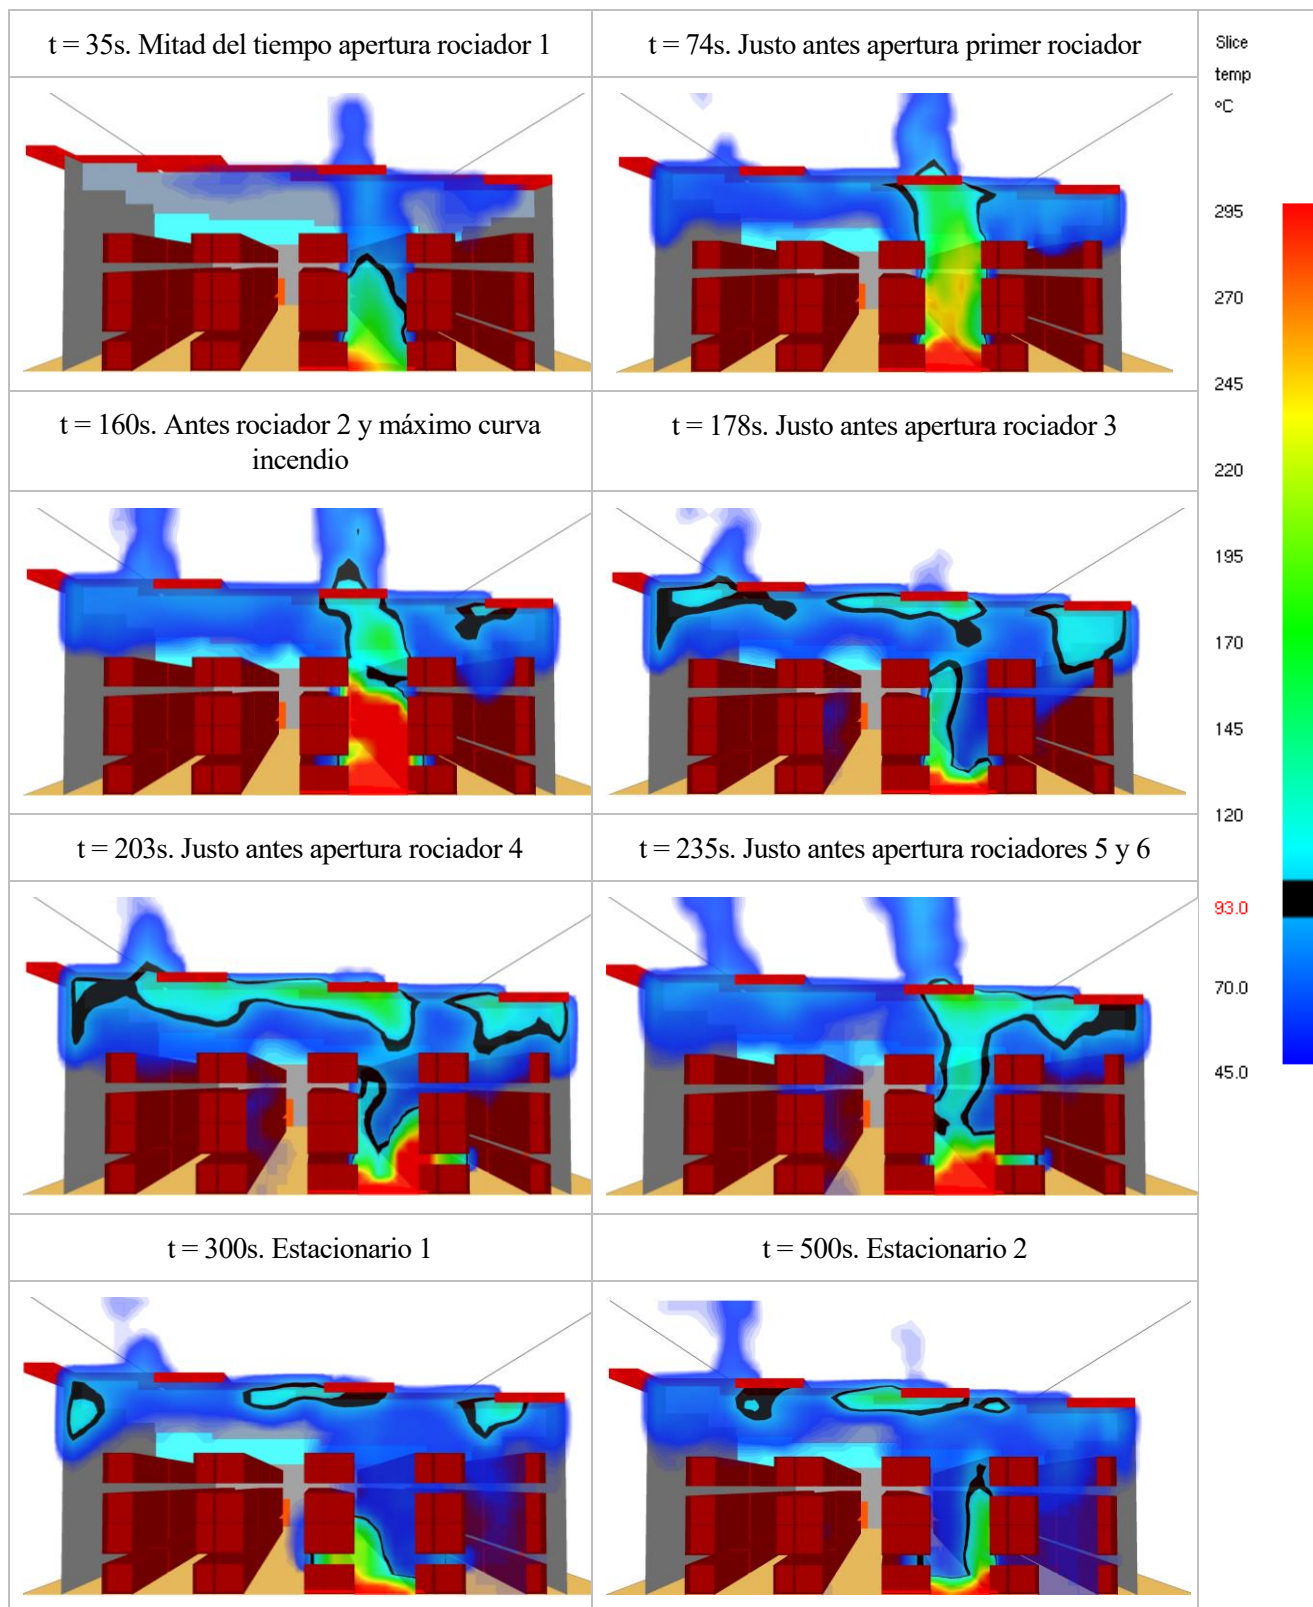 t = 35s. Mitad del tiempo apertura rociador 1
t = 74s. Justo antes apertura primer rociador
t = 160s. Antes rociador 2 y máximo curva
incendio
t = 178s. Justo antes apertura rociador 3
t = 203s. Justo antes apertura rociador 4
t = 235s. Justo antes apertura rociadores 5 y 6
t = 300s. Estacionario 1
t = 500s. Estacionario 2
Slice
temp
ºC
295
270
245
220
195
170
145
120
93.0
70.0
45.0